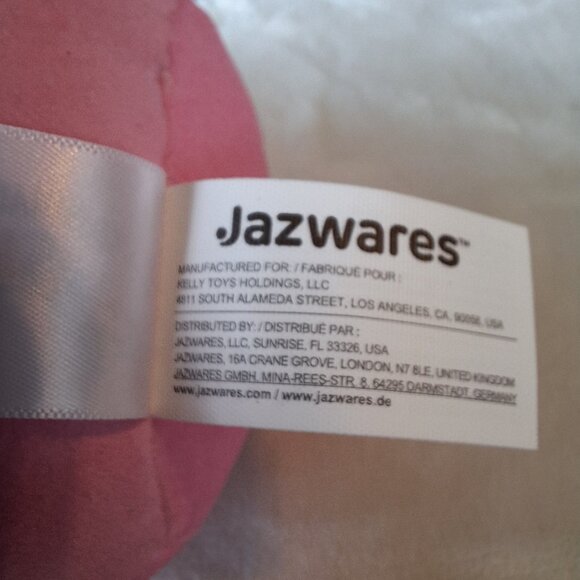 Jazwares™
MANUFACTURED FOR: / FABRIQUÉ POUR :
KELLY TOYS HOLDINGS, LLC
4811 SOUTH ALAMEDA STREET, LOS ANGELES, CA, 90058, USA
DISTRIBUTED BY: / DISTRIBUÉ PAR :
JAZWARES, LLC, SUNRISE, FL 33326, USA
JAZWARES, 16A CRANE GROVE, LONDON, N7 8LE, UNITED KINGDOM
JAZWARES GMBH, MINA-REES-STR. 8, 64295 DARMSTADT, GERMANY
www.jazwares.com / www.jazwares.de